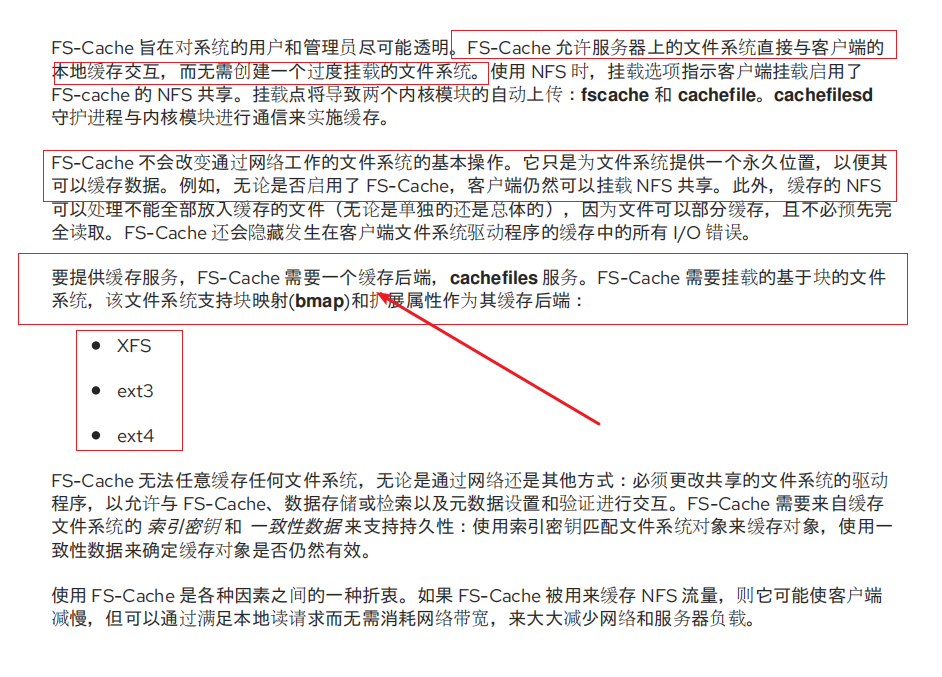 FS-Cache 旨在对系统的用户和管理员尽可能透明。FS-Cache 允许服务器上的文件系统直接与客户端的
本地缓存交互，而无需创建一个过度挂载的文件系统。使用 NFS 时，挂载选项指示客户端挂载启用了
FS-cache 的 NFS 共享。挂载点将导致两个内核模块的自动上传：fscache 和 cachefile。cachefilesd
守护进程与内核模块进行通信来实施缓存。
FS-Cache 不会改变通过网络工作的文件系统的基本操作。它只是为文件系统提供一个永久位置，以便其
可以缓存数据。例如，无论是否启用了 FS-Cache，客户端仍然可以挂载 NFS 共享。此外，缓存的 NFS
可以处理不能全部放入缓存的文件（无论是单独的还是总体的），因为文件可以部分缓存，且不必预先完
全读取。FS-Cache 还会隐藏发生在客户端文件系统驱动程序的缓存中的所有 I/O 错误。
要提供缓存服务，FS-Cache 需要一个缓存后端，cachefiles 服务。FS-Cache 需要挂载的基于块的文件
系统，该文件系统支持块映射(bmap)和扩展属性作为其缓存后端：
• XFS
• ext3
• ext4
FS-Cache 无法任意缓存任何文件系统，无论是通过网络还是其他方式：必须更改共享的文件系统的驱动
程序，以允许与 FS-Cache、数据存储或检索以及元数据设置和验证进行交互。FS-Cache 需要来自缓存
文件系统的 索引密钥 和 一致性数据 来支持持久性：使用索引密钥匹配文件系统对象来缓存对象，使用一
致性数据来确定缓存对象是否仍然有效。
使用 FS-Cache 是各种因素之间的一种折衷。如果 FS-Cache 被用来缓存 NFS 流量，则它可能使客户端
减慢，但可以通过满足本地读请求而无需消耗网络带宽，来大大减少网络和服务器负载。